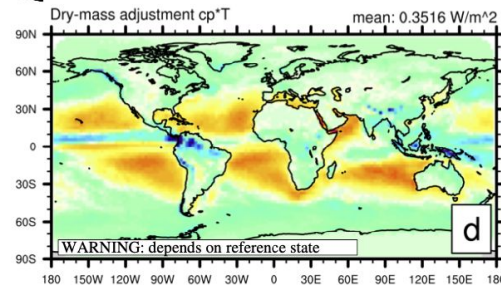 Dry-mass adjustment cp*T mean: 0.3516 W/m^2
90N
60N
30N
0
30S
60S
90S
WARNING: depends on reference state
d
180 150W 120W 90W 60W 30W 0 30E 60E 90E 120E 150E 180